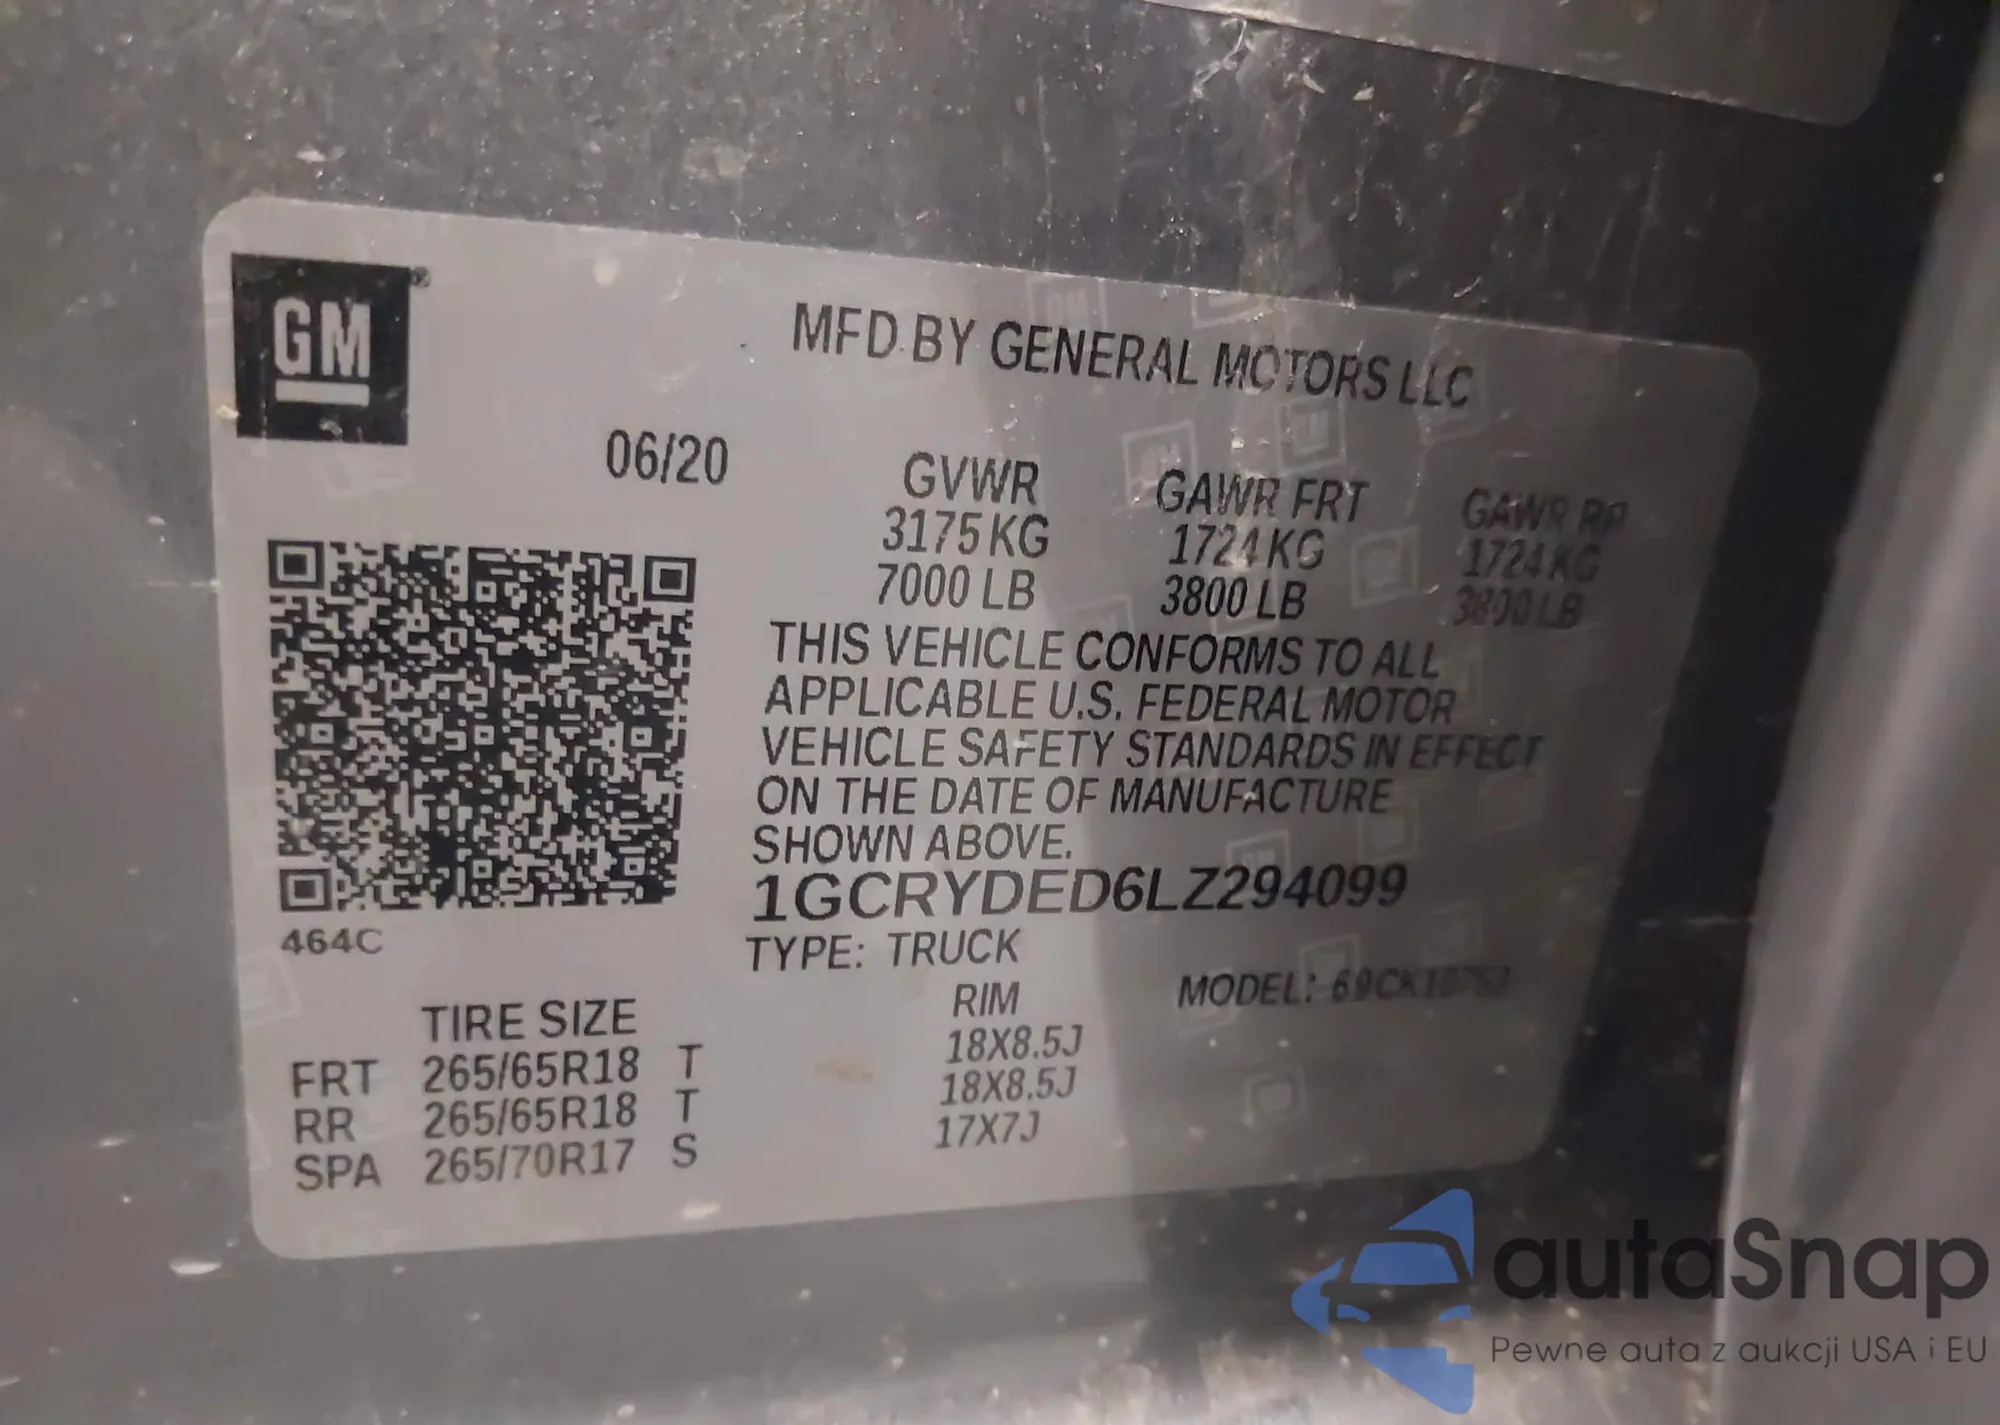 GM®
MFD BY GENERAL MOTORS LLC
06/20
GVWR GAWR FRT GAWR RR
3175 KG 1724 KG 1724 KG
7000 LB 3800 LB 3800 LB
THIS VEHICLE CONFORMS TO ALL
APPLICABLE U.S. FEDERAL MOTOR
VEHICLE SAFETY STANDARDS IN EFFECT
ON THE DATE OF MANUFACTURE
SHOWN ABOVE.
1GCRYDED6LZ294099
464C
TYPE: TRUCK
MODEL:
TIRE SIZE RIM
FRT 265/65R18 T 18X8.5J
RR 265/65R18 T 18X8.5J
SPA 265/70R17 S 17X7J
autaSnap
Pewne auta z aukcji USA i EU